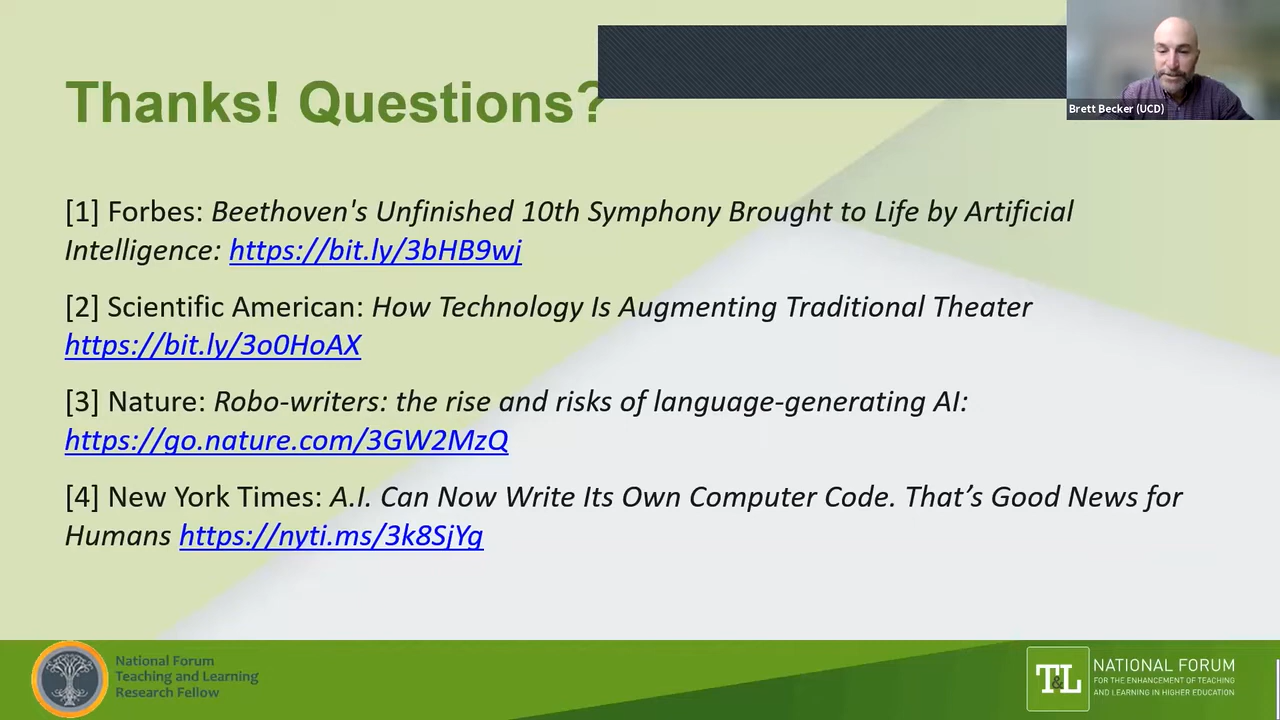 Thanks! Questions?
Brett Becker (UCD)
[1] Forbes: Beethoven's Unfinished 10th Symphony Brought to Life by Artificial
Intelligence: https://bit.ly/3bHB9wj
[2] Scientific American: How Technology Is Augmenting Traditional Theater
https://bit.ly/3o0HoAX
[3] Nature: Robo-writers: the rise and risks of language-generating AI:
https://go.nature.com/3GW2MzQ
[4] New York Times: A.I. Can Now Write Its Own Computer Code. That’s Good News for
Humans https://nyti.ms/3k8SjYg
National Forum
Teaching and Learning
Research Fellow
T&L
NATIONAL FORUM
FOR THE ENHANCEMENT OF TEACHING
AND LEARNING IN HIGHER EDUCATION